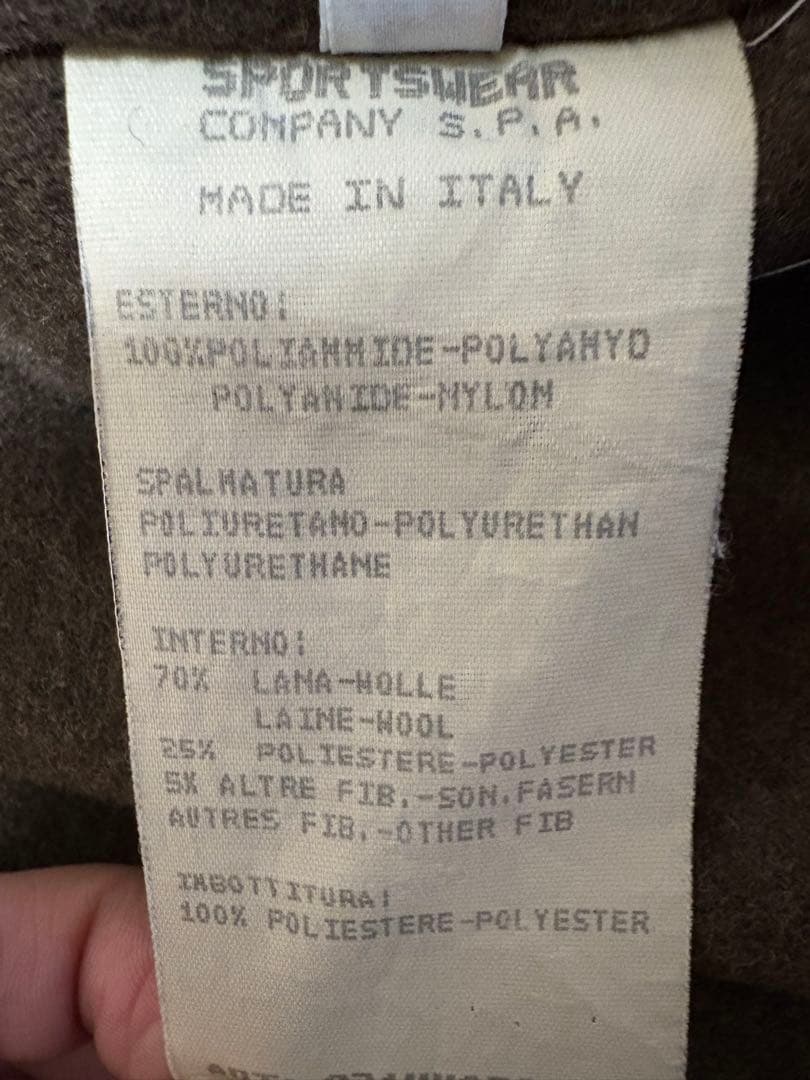 SPORTSWEAR
COMPANY S.P.A.
MADE IN ITALY
ESTERNO:
100%POLIAMMIDE-POLYAMYD
POLYAMIDE-NYLON
SPALMATURA
POLIURETANO-POLYURETHAN
POLYURETHANE
INTERNO:
70% LANA-WOLLE
LAINE-WOOL
25% POLIESTERE-POLYESTER
5% ALTRE FIB.-SON.FASERN
AUTRES FIB.-OTHER FIB
IMBOTTITURA:
100% POLIESTERE-POLYESTER
ART.